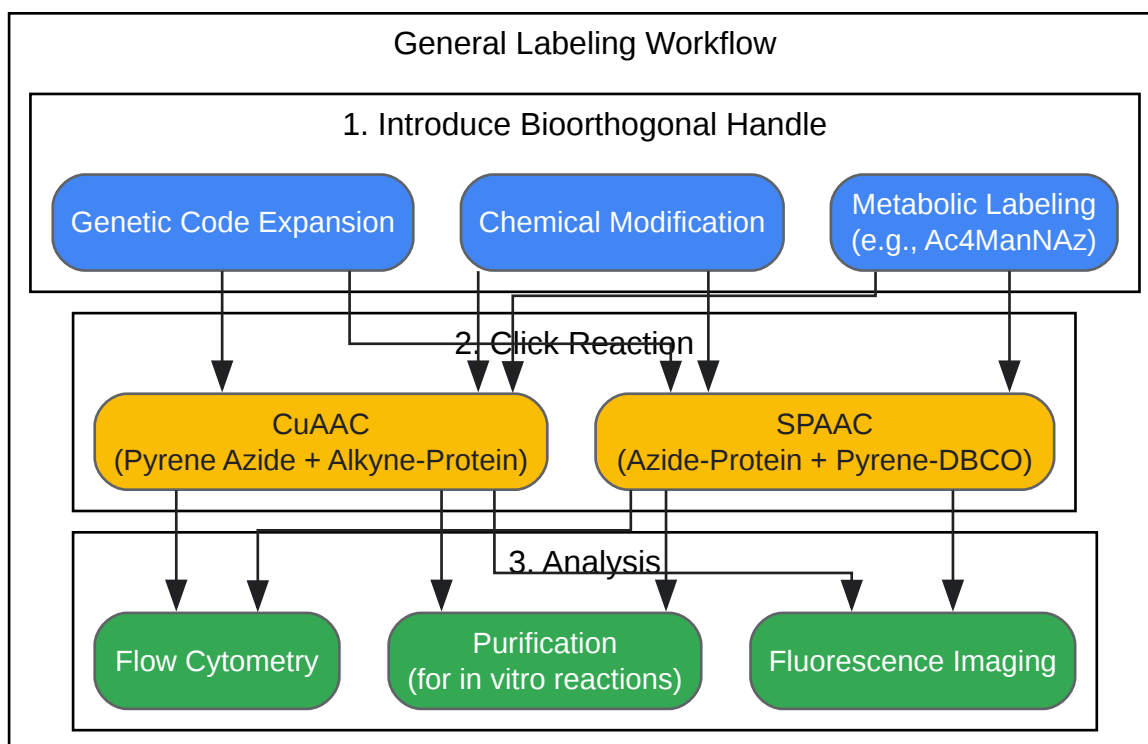 General Labeling Workflow
1. Introduce Bioorthogonal Handle
Genetic Code Expansion
Chemical Modification
Metabolic Labeling
(e.g., Ac4ManNAz)
2. Click Reaction
CuAAC
(Pyrene Azide + Alkyne-Protein)
SPAAC
(Azide-Protein + Pyrene-DBCO)
3. Analysis
Flow Cytometry
Purification
(for in vitro reactions)
Fluorescence Imaging